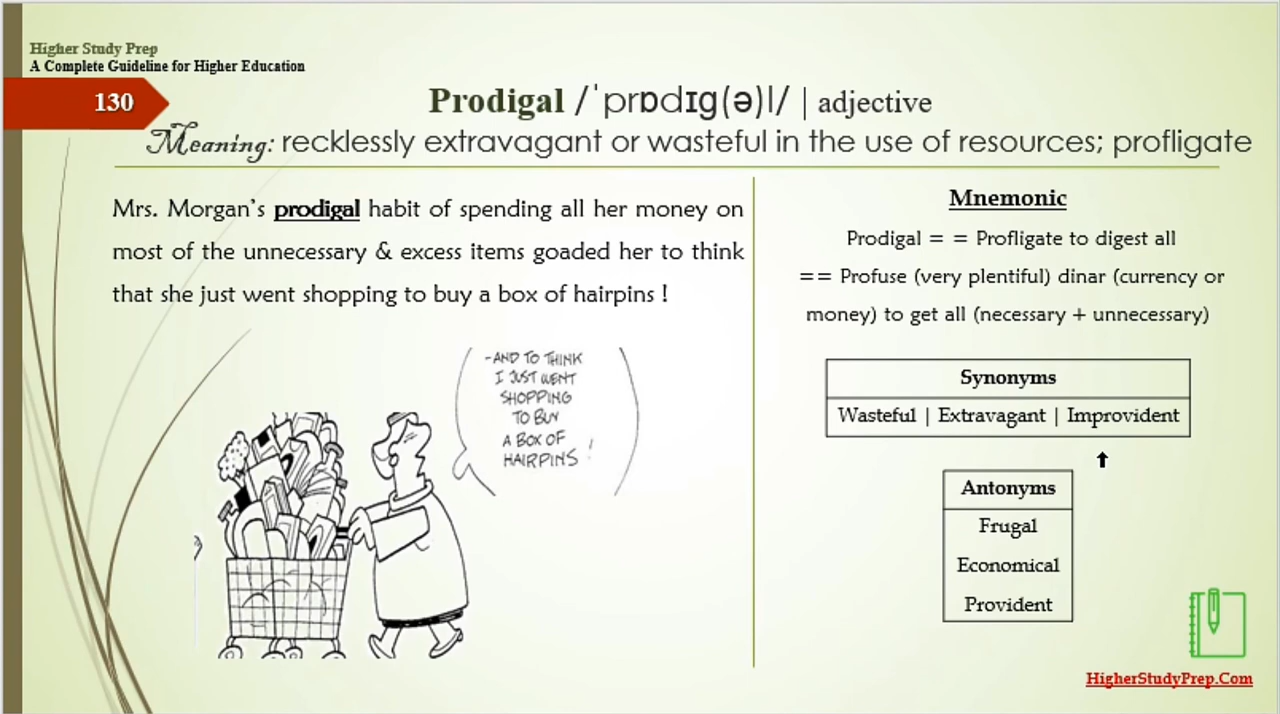 Higher Study Prep
A Complete Guideline for Higher Education
130
Prodigal /ˈprɒdɪɡ(ə)l/ | adjective
Meaning: recklessly extravagant or wasteful in the use of resources; profligate
Mrs. Morgan's prodigal habit of spending all her money on
most of the unnecessary & excess items goaded her to think
that she just went shopping to buy a box of hairpins !
-AND TO THINK
I JUST WENT
SHOPPING
TO BUY
A BOX OF
HAIRPINS !
Mnemonic
Prodigal = = Profligate to digest all
== Profuse (very plentiful) dinar (currency or
money) to get all (necessary + unnecessary)
Synonyms
Wasteful | Extravagant | Improvident
Antonyms
Frugal
Economical
Provident
HigherStudyPrep.Com